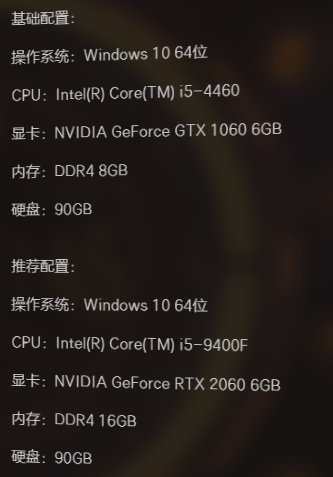 基础配置：
操作系统：Windows 10 64位
CPU：Intel(R) Core(TM) i5-4460
显卡：NVIDIA GeForce GTX 1060 6GB
内存：DDR4 8GB
硬盘：90GB
推荐配置：
操作系统：Windows 10 64位
CPU：Intel(R) Core(TM) i5-9400F
显卡：NVIDIA GeForce RTX 2060 6GB
内存：DDR4 16GB
硬盘：90GB